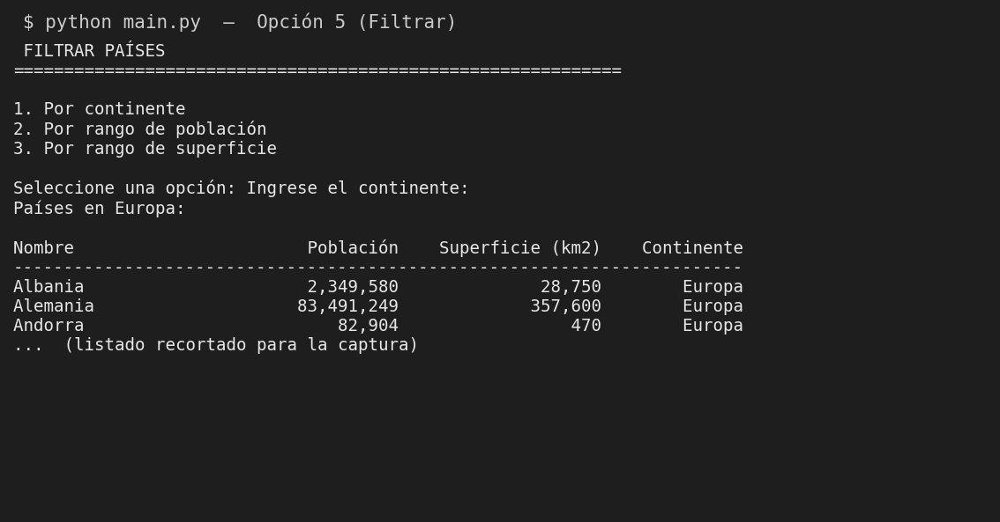 $ python main.py  —  Opción 5 (Filtrar)
FILTRAR PAÍSES
============================================================
1. Por continente
2. Por rango de población
3. Por rango de superficie
Seleccione una opción: Ingrese el continente:
Países en Europa:
Nombre                       Población    Superficie (km2)    Continente
------------------------------------------------------------------------
Albania                      2,349,580              28,750        Europa
Alemania                    83,491,249             357,600        Europa
Andorra                         82,904                 470        Europa
...  (listado recortado para la captura)